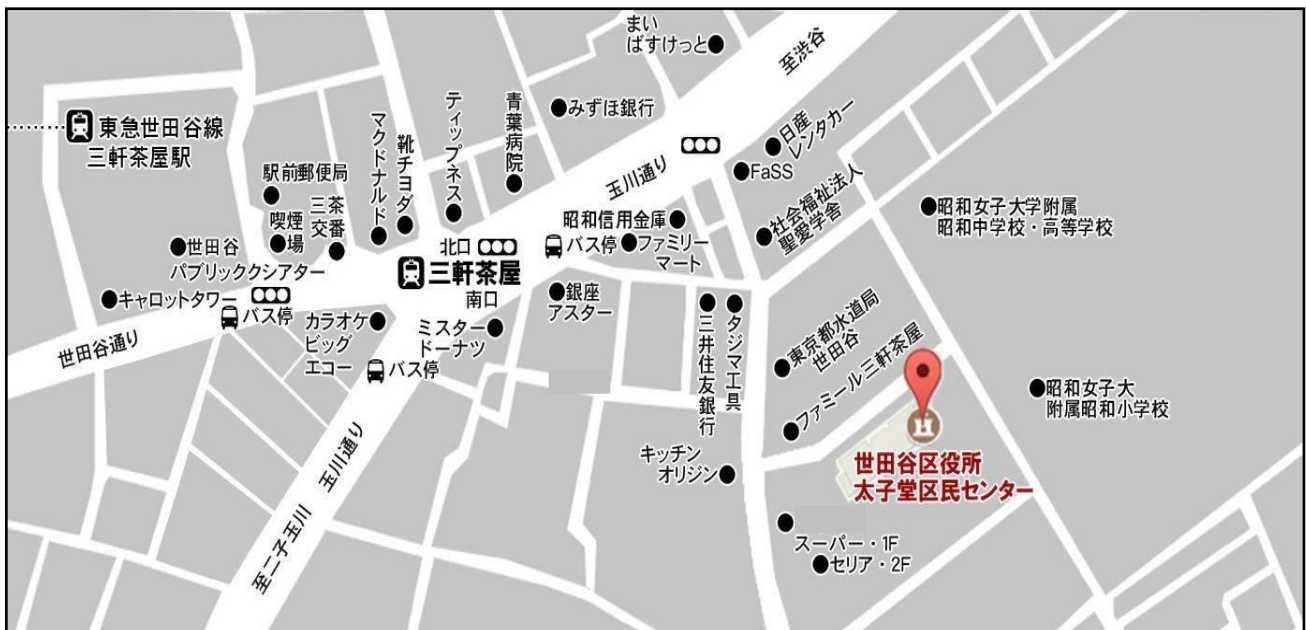 まい
ばすけっと
至渋谷
東急世田谷線
三軒茶屋駅
駅前郵便局
喫煙
場
三茶
交番
マクドナルド
靴チヨダ
ティップネス
青葉病院
みずほ銀行
玉川通り
日産
レンタカー
FaSS
社会福祉法人
聖愛学舎
昭和女子大学附属
昭和中学校・高等学校
世田谷
パブリッククシアター
キャロットタワー
バス停
世田谷通り
北口
三軒茶屋
南口
バス停
昭和信用金庫
ファミリー
マート
銀座
アスター
カラオケ
ビッグ
エコー
バス停
ミスター
ドーナツ
三井住友銀行
タジマ工具
東京都水道局
世田谷
ファミール三軒茶屋
昭和女子大
附属昭和小学校
世田谷区役所
太子堂区民センター
キッチン
オリジン
スーパー・1F
セリア・2F
玉川通り
至二子玉川